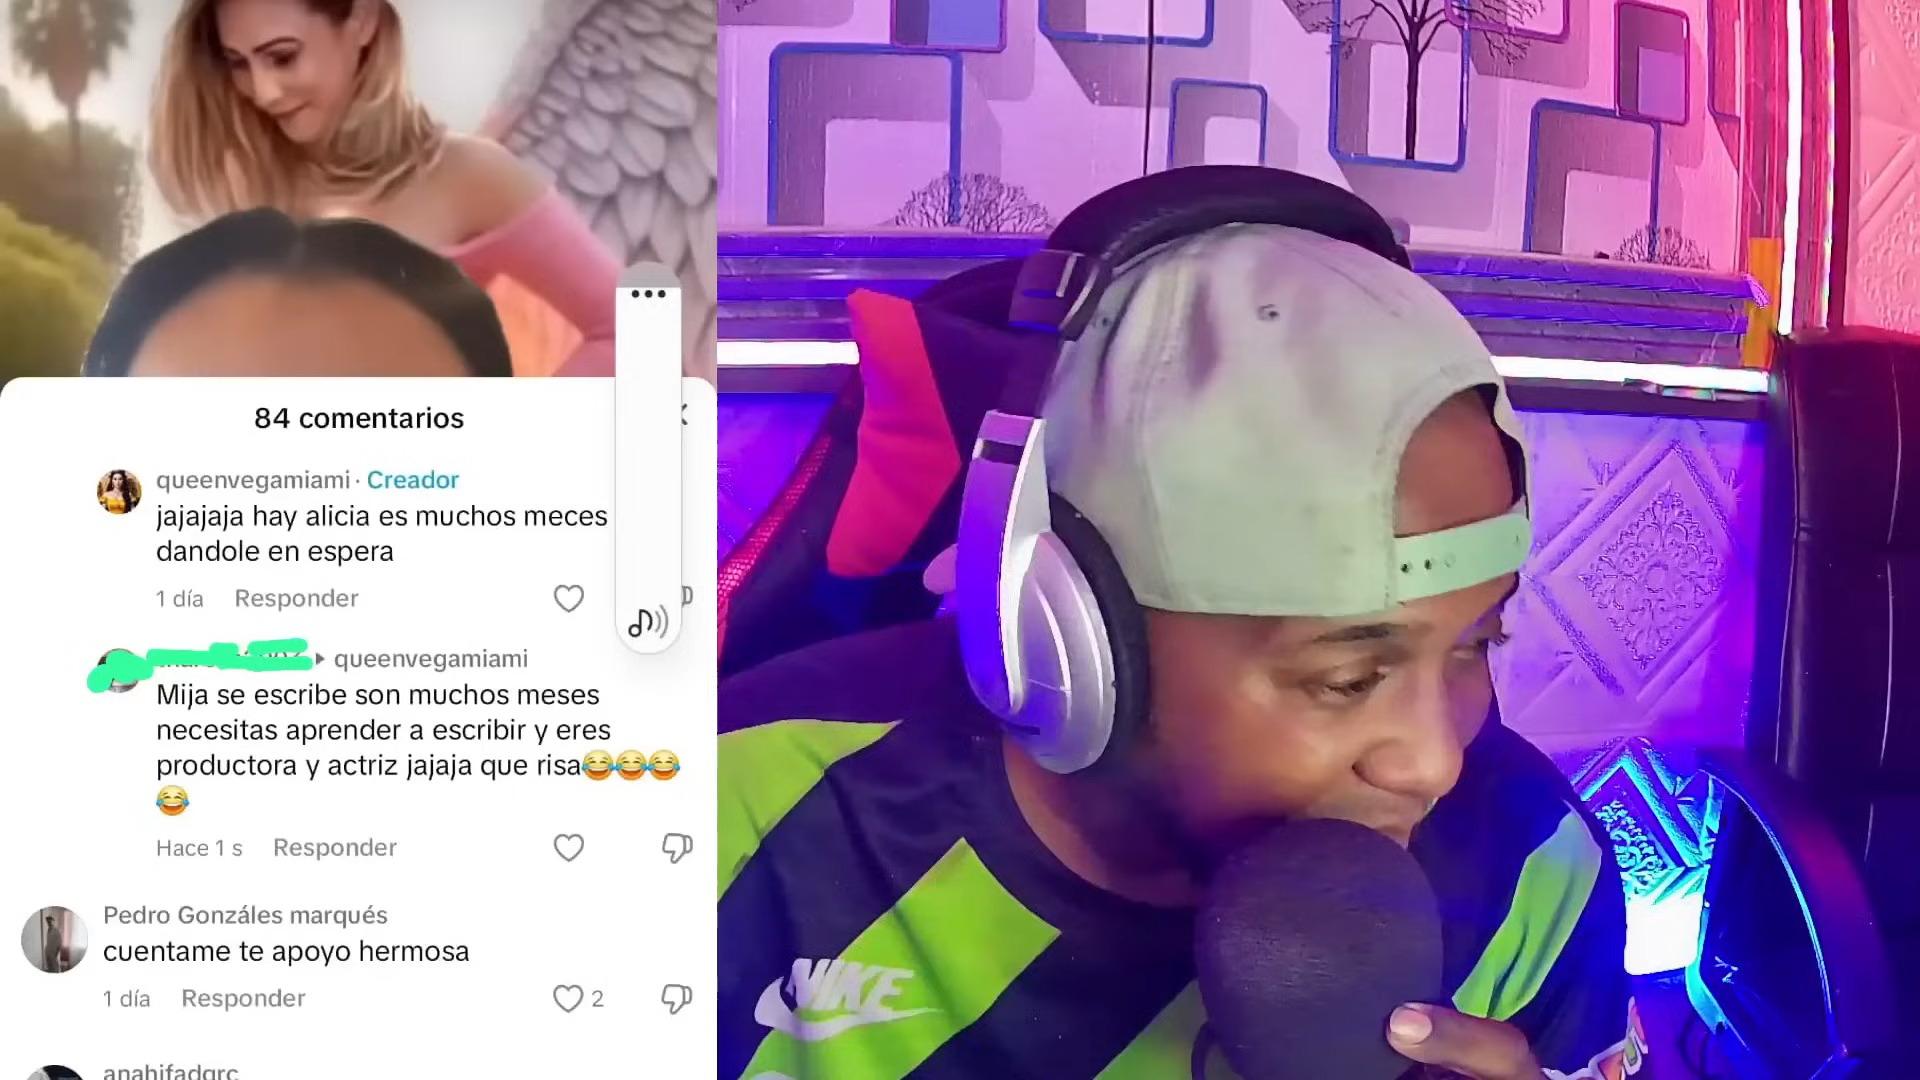 84 comentarios
queenvegamiami · Creador
jajajaja hay alicia es muchos meces
dandole en espera
1 día Responder
queenvegamiami
Mija se escribe son muchos meses
necesitas aprender a escribir y eres
productora y actriz jajaja que risa😂😂😂
😂
Hace 1 s Responder
Pedro Gonzáles marqués
cuentame te apoyo hermosa
1 día Responder 2
anahifadgrc
NIKE